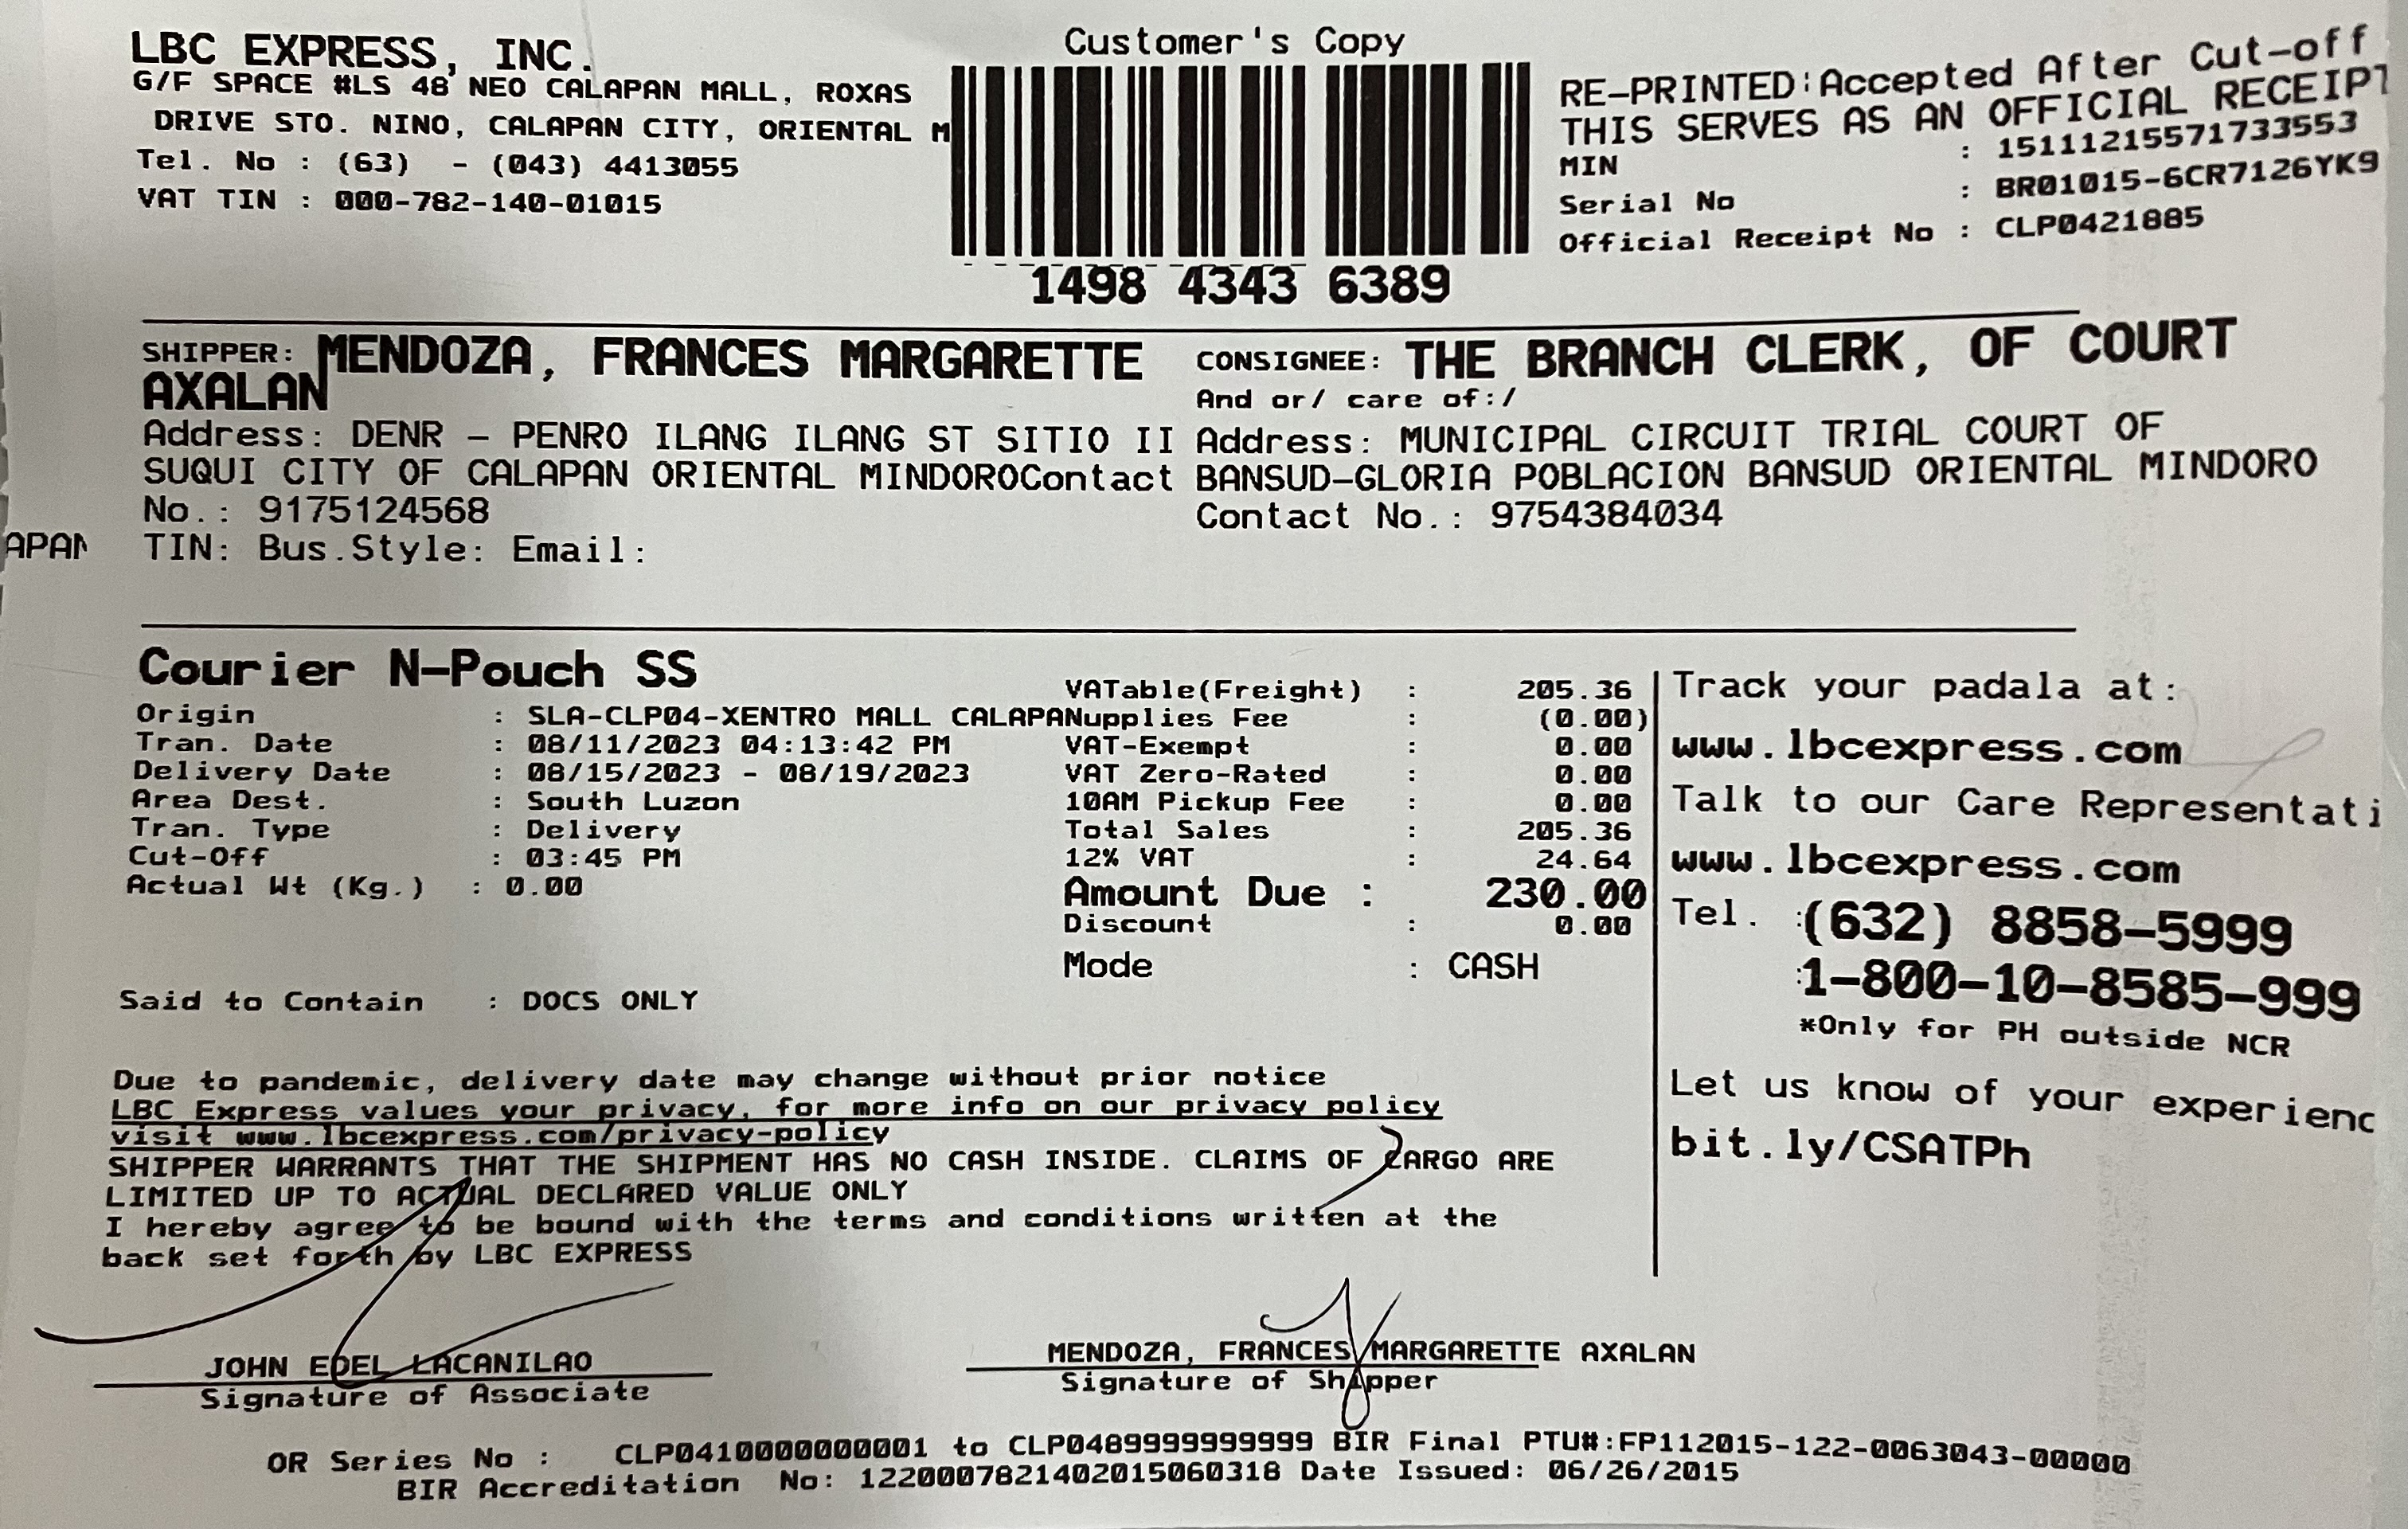 Customer's Copy
LBC EXPRESS, INC.
G/F SPACE #LS 48 NEO CALAPAN MALL, ROXAS
DRIVE STO. NINO, CALAPAN CITY, ORIENTAL M
Tel. No : (63) - (043) 4413055
VAT TIN : 000-782-140-01015
1498 4343 6389
RE-PRINTED:Accepted After Cut-off
THIS SERVES AS AN OFFICIAL RECEIPT
MIN : 15111215571733553
Serial No : BR01015-6CR7126YK9
Official Receipt No : CLP0421885
SHIPPER: MENDOZA, FRANCES MARGARETTE
AXALAN
Address: DENR - PENRO ILANG ILANG ST SITIO II
SUQUI CITY OF CALAPAN ORIENTAL MINDOROContact
No.: 9175124568
TIN: Bus.Style: Email:
APAN
CONSIGNEE: THE BRANCH CLERK, OF COURT
And or/ care of:/
Address: MUNICIPAL CIRCUIT TRIAL COURT OF
BANSUD-GLORIA POBLACION BANSUD ORIENTAL MINDORO
Contact No.: 9754384034
Courier N-Pouch SS
Origin : SLA-CLP04-XENTRO MALL CALAPAN
Tran. Date : 08/11/2023 04:13:42 PM
Delivery Date : 08/15/2023 - 08/19/2023
Area Dest. : South Luzon
Tran. Type : Delivery
Cut-Off : 03:45 PM
Actual Wt (Kg.) : 0.00
Said to Contain : DOCS ONLY
VATable(Freight) : 205.36
upplies Fee : (0.00)
VAT-Exempt : 0.00
VAT Zero-Rated : 0.00
10AM Pickup Fee : 0.00
Total Sales : 205.36
12% VAT : 24.64
Amount Due : 230.00
Discount : 0.00
Mode : CASH
Track your padala at:
www.lbcexpress.com
Talk to our Care Representati
www.lbcexpress.com
Tel. :(632) 8858-5999
:1-800-10-8585-999
*Only for PH outside NCR
Let us know of your experienc
bit.ly/CSATPh
Due to pandemic, delivery date may change without prior notice
LBC Express values your privacy, for more info on our privacy policy
visit www.lbcexpress.com/privacy-policy
SHIPPER WARRANTS THAT THE SHIPMENT HAS NO CASH INSIDE. CLAIMS OF CARGO ARE
LIMITED UP TO ACTUAL DECLARED VALUE ONLY
I hereby agree to be bound with the terms and conditions written at the
back set forth by LBC EXPRESS
JOHN EDEL LACANILAO
Signature of Associate
MENDOZA, FRANCES MARGARETTE AXALAN
Signature of Shipper
OR Series No : CLP0410000000001 to CLP0489999999999 BIR Final PTU#:FP112015-122-0063043-00000
BIR Accreditation No: 1220007821402015060318 Date Issued: 06/26/2015